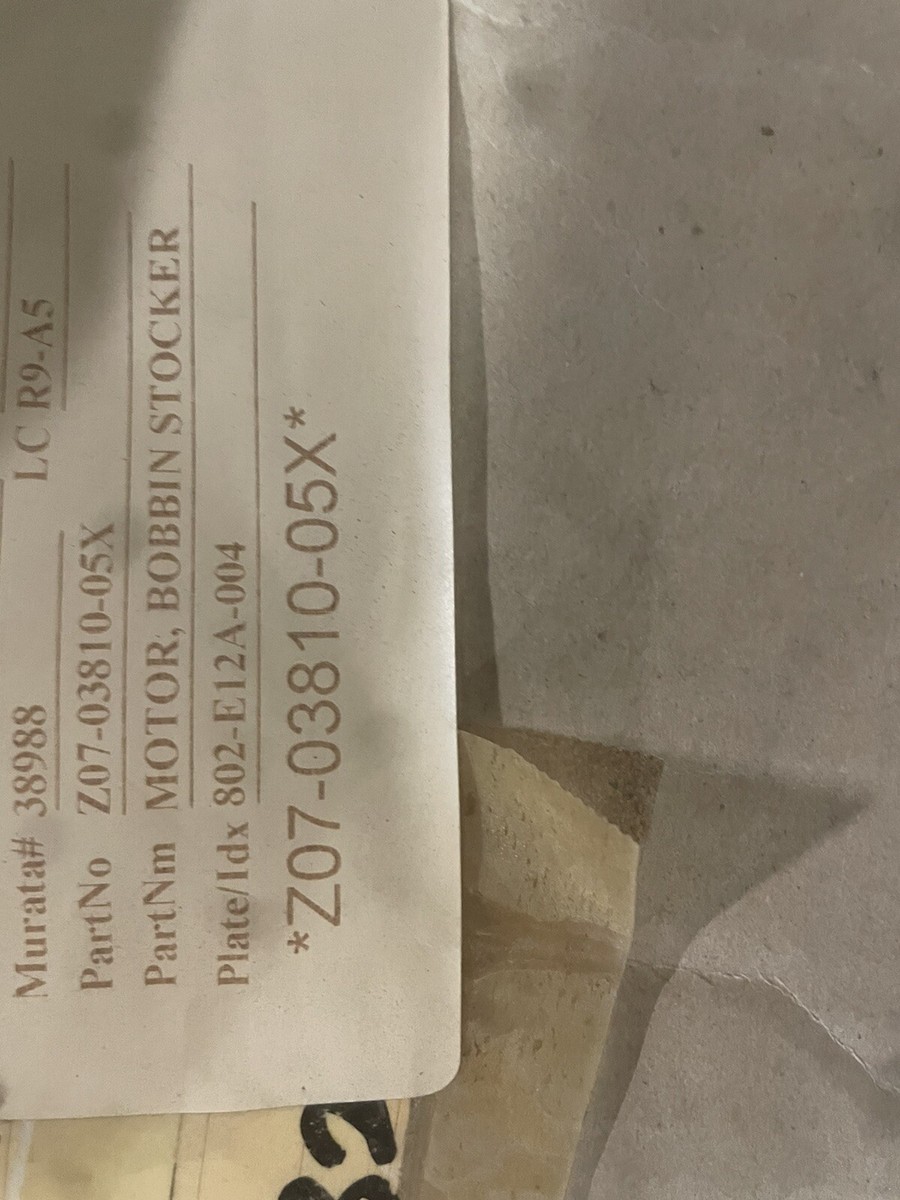 Murata# 38988 LC R9-A5
PartNo Z07-03810-05X
PartNm MOTOR, BOBBIN STOCKER
Plate/Idx 802-E12A-004
*Z07-03810-05X*